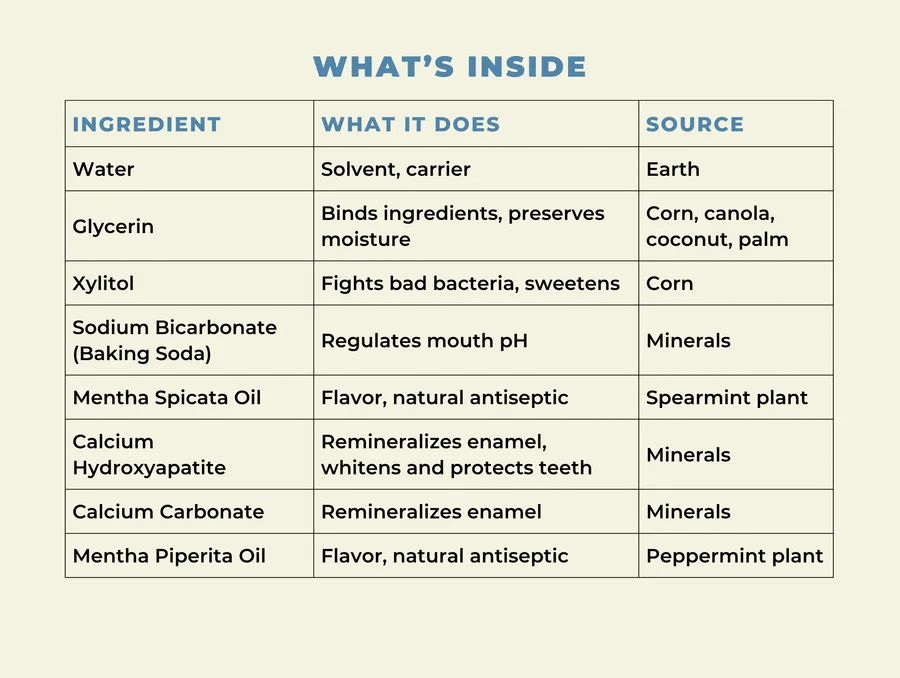 WHAT’S INSIDE
INGREDIENT WHAT IT DOES SOURCE
Water Solvent, carrier Earth
Glycerin Binds ingredients, preserves moisture Corn, canola, coconut, palm
Xylitol Fights bad bacteria, sweetens Corn
Sodium Bicarbonate (Baking Soda) Regulates mouth pH Minerals
Mentha Spicata Oil Flavor, natural antiseptic Spearmint plant
Calcium Hydroxyapatite Remineralizes enamel, whitens and protects teeth Minerals
Calcium Carbonate Remineralizes enamel Minerals
Mentha Piperita Oil Flavor, natural antiseptic Peppermint plant